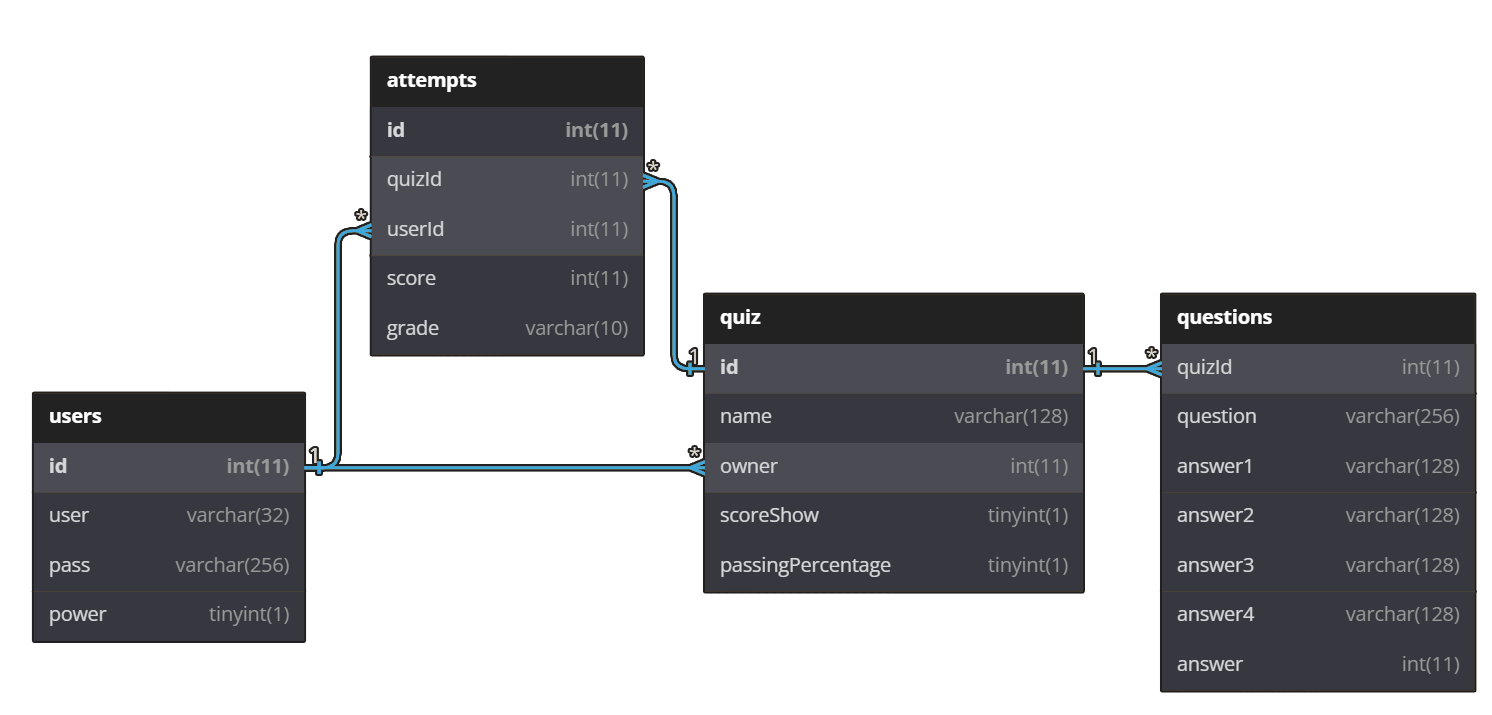 attempts
id int(11)
quizId int(11)
userId int(11)
score int(11)
grade varchar(10)
*
*
users
id int(11)
user varchar(32)
pass varchar(256)
power tinyint(1)
1
*
1
quiz
id int(11)
name varchar(128)
owner int(11)
scoreShow tinyint(1)
passingPercentage tinyint(1)
1
*
questions
quizId int(11)
question varchar(256)
answer1 varchar(128)
answer2 varchar(128)
answer3 varchar(128)
answer4 varchar(128)
answer int(11)